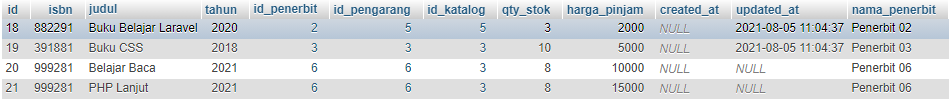 id isbn judul tahun id_penerbit id_pengarang id_katalog qty_stok harga_pinjam created_at updated_at nama_penerbit
18 882291 Buku Belajar Laravel 2020 2 5 5 3 2000 NULL 2021-08-05 11:04:37 Penerbit 02
19 391881 Buku CSS 2018 3 3 3 10 5000 NULL 2021-08-05 11:04:37 Penerbit 03
20 999281 Belajar Baca 2021 6 6 3 8 10000 NULL NULL Penerbit 06
21 999281 PHP Lanjut 2021 6 6 3 8 15000 NULL NULL Penerbit 06